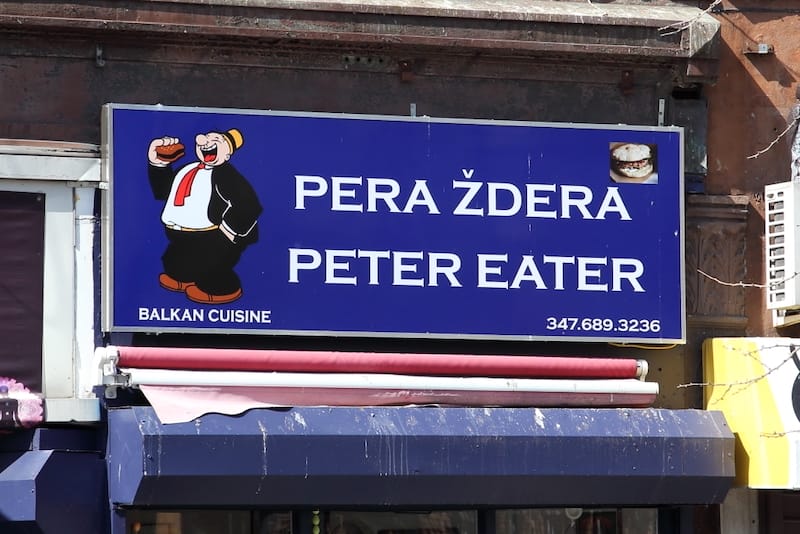 PERA ŽDERA
PETER EATER
BALKAN CUISINE
347.689.3236